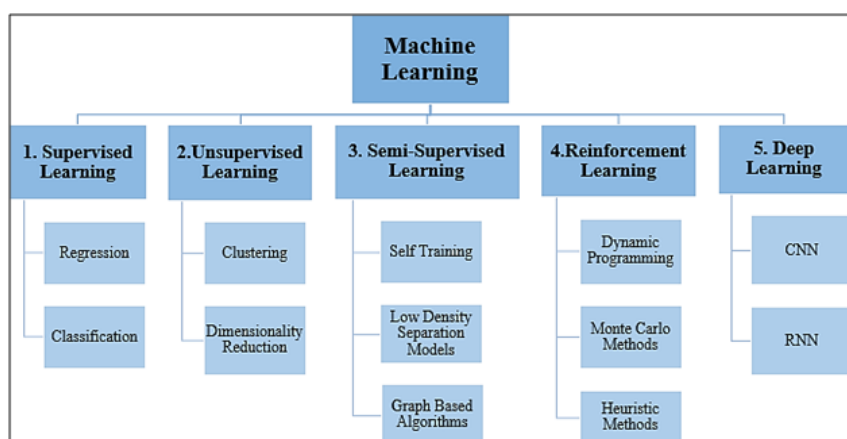 Machine
Learning
1. Supervised
Learning
2.Unsupervised
Learning
3. Semi-Supervised
Learning
4.Reinforcement
Learning
5. Deep
Learning
Regression
Classification
Clustering
Dimensionality
Reduction
Self Training
Low Density
Separation
Models
Graph Based
Algorithms
Dynamic
Programming
Monte Carlo
Methods
Heuristic
Methods
CNN
RNN